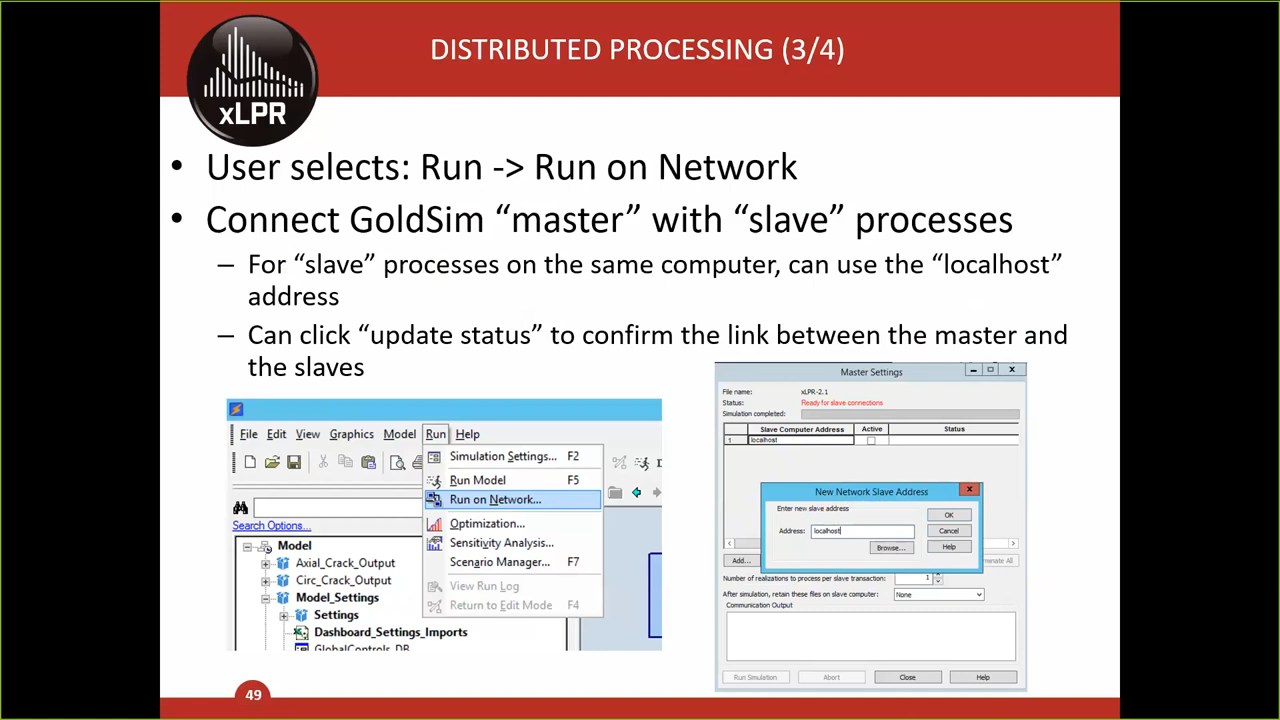 DISTRIBUTED PROCESSING (3/4)
xLPR
• User selects: Run -> Run on Network
• Connect GoldSim “master” with “slave” processes
– For “slave” processes on the same computer, can use the “localhost”
address
– Can click “update status” to confirm the link between the master and
the slaves
File Edit View Graphics Model Run Help
Simulation Settings... F2
Run Model F5
Run on Network...
Optimization...
Sensitivity Analysis...
Scenario Manager... F7
View Run Log
Return to Edit Mode F4
Search Options...
Model
Axial_Crack_Output
Circ_Crack_Output
Model_Settings
Settings
Dashboard_Settings_Imports
GlobalControls_DB
Master Settings
File name: xLPR-2.1
Status: Ready for slave connections
Simulation completed:
Slave Computer Address Active Status
1 localhost
New Network Slave Address
Enter new slave address
OK
Address: localhost
Cancel
Browse... Help
Add...
Number of realizations to process per slave transaction: 1
After simulation, retain these files on slave computer: None
Communication Output
Run Simulation Abort Close Help
49